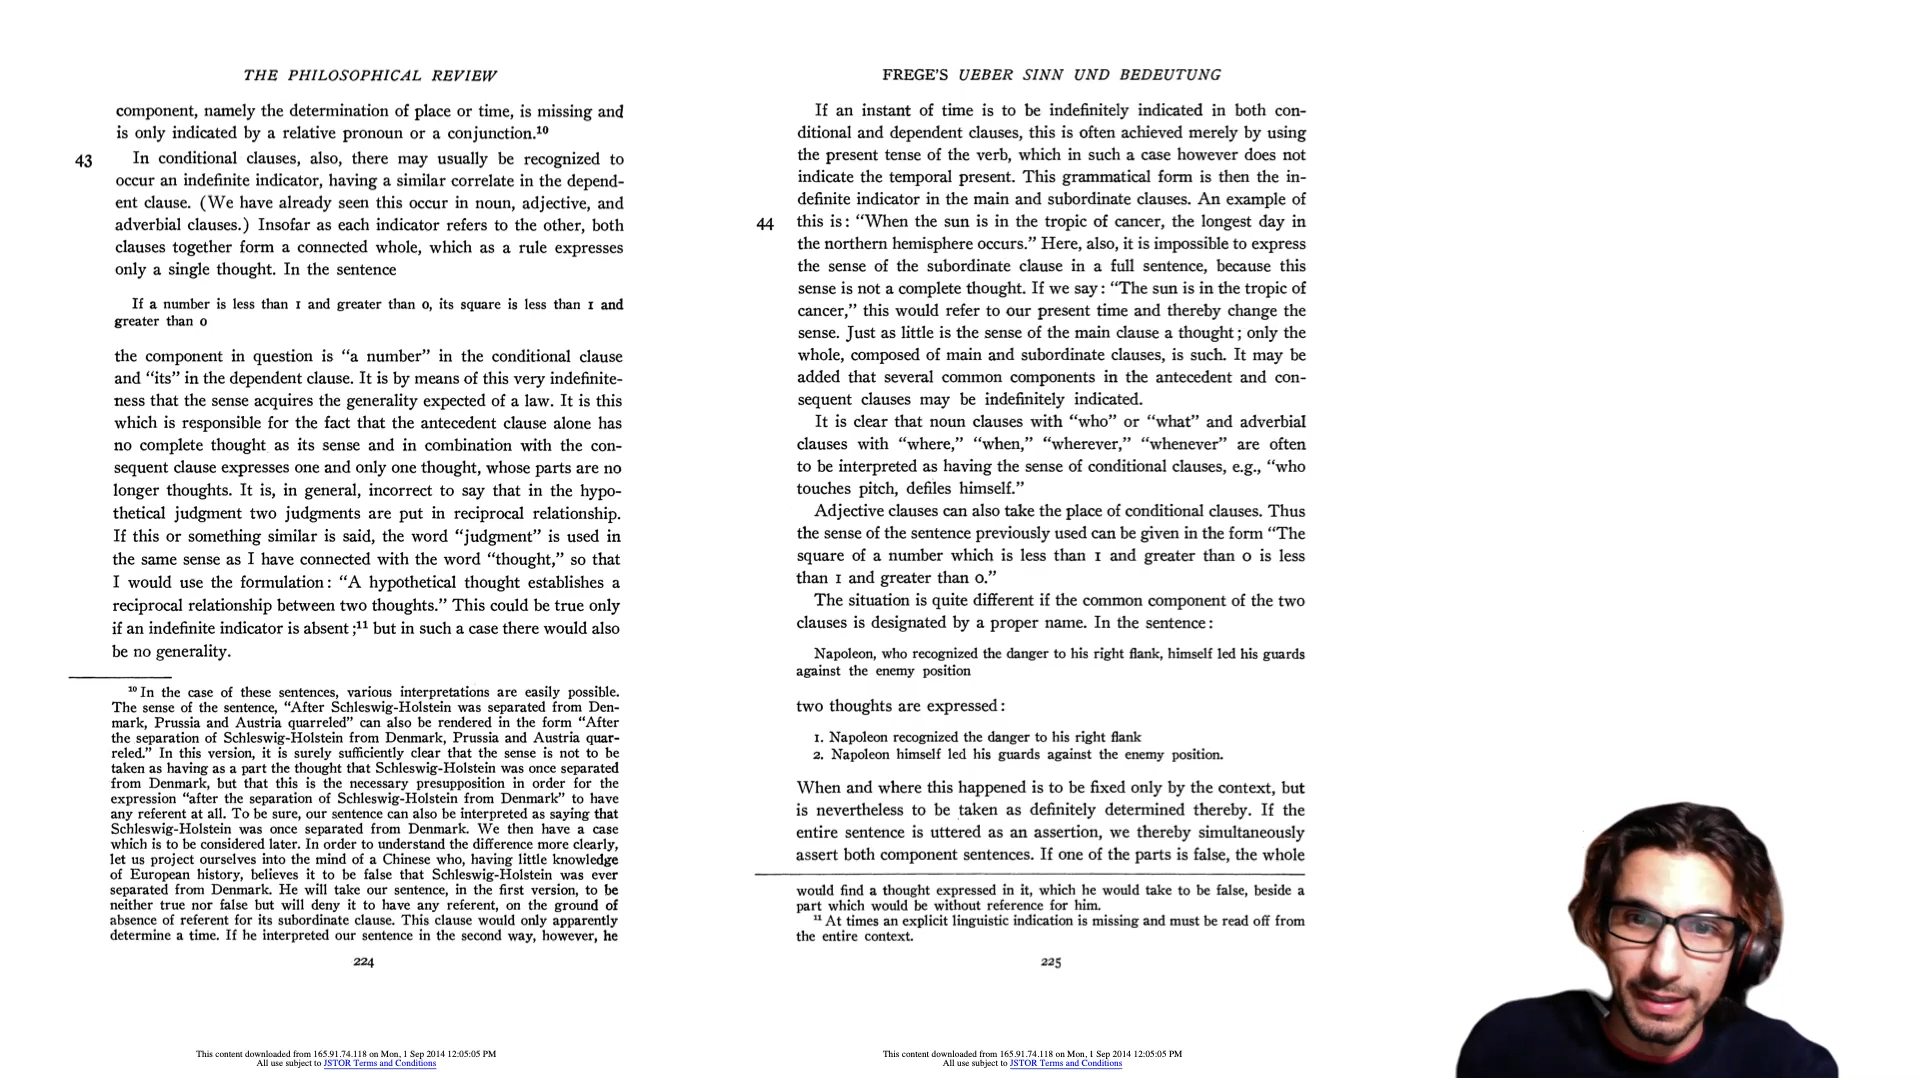 THE PHILOSOPHICAL REVIEW
component, namely the determination of place or time, is missing and
is only indicated by a relative pronoun or a conjunction.¹⁰
43
In conditional clauses, also, there may usually be recognized to
occur an indefinite indicator, having a similar correlate in the depend-
ent clause. (We have already seen this occur in noun, adjective, and
adverbial clauses.) Insofar as each indicator refers to the other, both
clauses together form a connected whole, which as a rule expresses
only a single thought. In the sentence
If a number is less than 1 and greater than 0, its square is less than 1 and
greater than 0
the component in question is “a number” in the conditional clause
and “its” in the dependent clause. It is by means of this very indefinite-
ness that the sense acquires the generality expected of a law. It is this
which is responsible for the fact that the antecedent clause alone has
no complete thought as its sense and in combination with the con-
sequent clause expresses one and only one thought, whose parts are no
longer thoughts. It is, in general, incorrect to say that in the hypo-
thetical judgment two judgments are put in reciprocal relationship.
If this or something similar is said, the word “judgment” is used in
the same sense as I have connected with the word “thought,” so that
I would use the formulation: “A hypothetical thought establishes a
reciprocal relationship between two thoughts.” This could be true only
if an indefinite indicator is absent;¹¹ but in such a case there would also
be no generality.
¹⁰ In the case of these sentences, various interpretations are easily possible.
The sense of the sentence, “After Schleswig-Holstein was separated from Den-
mark, Prussia and Austria quarreled” can also be rendered in the form “After
the separation of Schleswig-Holstein from Denmark, Prussia and Austria quar-
reled.” In this version, it is surely sufficiently clear that the sense is not to be
taken as having as a part the thought that Schleswig-Holstein was once separated
from Denmark, but that this is the necessary presupposition in order for the
expression “after the separation of Schleswig-Holstein from Denmark” to have
any referent at all. To be sure, our sentence can also be interpreted as saying that
Schleswig-Holstein was once separated from Denmark. We then have a case
which is to be considered later. In order to understand the difference more clearly,
let us project ourselves into the mind of a Chinese who, having little knowledge
of European history, believes it to be false that Schleswig-Holstein was ever
separated from Denmark. He will take our sentence, in the first version, to be
neither true nor false but will deny it to have any referent, on the ground of
absence of referent for its subordinate clause. This clause would only apparently
determine a time. If he interpreted our sentence in the second way, however, he
224
This content downloaded from 165.91.74.118 on Mon, 1 Sep 2014 12:05:05 PM
All use subject to JSTOR Terms and Conditions
FREGE'S UEBER SINN UND BEDEUTUNG
If an instant of time is to be indefinitely indicated in both con-
ditional and dependent clauses, this is often achieved merely by using
the present tense of the verb, which in such a case however does not
indicate the temporal present. This grammatical form is then the in-
definite indicator in the main and subordinate clauses. An example of
44
this is: “When the sun is in the tropic of cancer, the longest day in
the northern hemisphere occurs.” Here, also, it is impossible to express
the sense of the subordinate clause in a full sentence, because this
sense is not a complete thought. If we say: “The sun is in the tropic of
cancer,” this would refer to our present time and thereby change the
sense. Just as little is the sense of the main clause a thought; only the
whole, composed of main and subordinate clauses, is such. It may be
added that several common components in the antecedent and con-
sequent clauses may be indefinitely indicated.
It is clear that noun clauses with “who” or “what” and adverbial
clauses with “where,” “when,” “wherever,” “whenever” are often
to be interpreted as having the sense of conditional clauses, e.g., “who
touches pitch, defiles himself.”
Adjective clauses can also take the place of conditional clauses. Thus
the sense of the sentence previously used can be given in the form “The
square of a number which is less than 1 and greater than 0 is less
than 1 and greater than 0.”
The situation is quite different if the common component of the two
clauses is designated by a proper name. In the sentence:
Napoleon, who recognized the danger to his right flank, himself led his guards
against the enemy position
two thoughts are expressed:
1. Napoleon recognized the danger to his right flank
2. Napoleon himself led his guards against the enemy position.
When and where this happened is to be fixed only by the context, but
is nevertheless to be taken as definitely determined thereby. If the
entire sentence is uttered as an assertion, we thereby simultaneously
assert both component sentences. If one of the parts is false, the whole
would find a thought expressed in it, which he would take to be false, beside a
part which would be without reference for him.
¹¹ At times an explicit linguistic indication is missing and must be read off from
the entire context.
225
This content downloaded from 165.91.74.118 on Mon, 1 Sep 2014 12:05:05 PM
All use subject to JSTOR Terms and Conditions